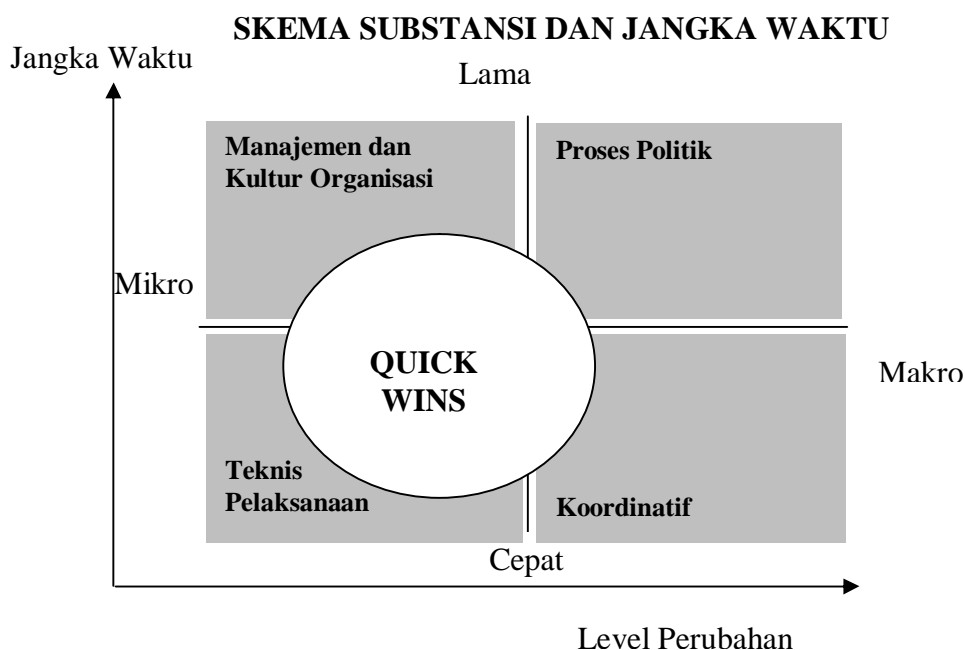 SKEMA SUBSTANSI DAN JANGKA WAKTU
Jangka Waktu
Lama
Manajemen dan
Kultur Organisasi
Proses Politik
Mikro
QUICK
WINS
Makro
Teknis
Pelaksanaan
Koordinatif
Cepat
Level Perubahan